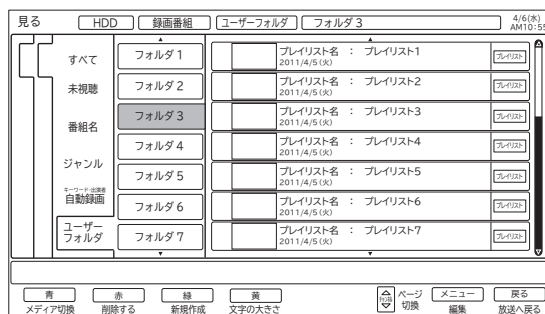 見る HDD 録画番組 ユーザーフォルダ フォルダ 3 4/6(水)
AM10:55
すべて
未視聴
番組名
ジャンル
キーワード・出演者
自動録画
ユーザー
フォルダ
フォルダ 1
フォルダ 2
フォルダ 3
フォルダ 4
フォルダ 5
フォルダ 6
フォルダ 7
プレイリスト名 : プレイリスト1
2011/4/5(火)
プレイリスト
プレイリスト名 : プレイリスト2
2011/4/5(火)
プレイリスト
プレイリスト名 : プレイリスト3
2011/4/5(火)
プレイリスト
プレイリスト名 : プレイリスト4
2011/4/5(火)
プレイリスト
プレイリスト名 : プレイリスト5
2011/4/5(火)
プレイリスト
プレイリスト名 : プレイリスト6
2011/4/5(火)
プレイリスト
プレイリスト名 : プレイリスト7
2011/4/5(火)
プレイリスト
青 赤 緑 黄 チャンネル ページ メニュー 戻る
メディア切換 削除する 新規作成 文字の大きさ 切換 編集 放送へ戻る